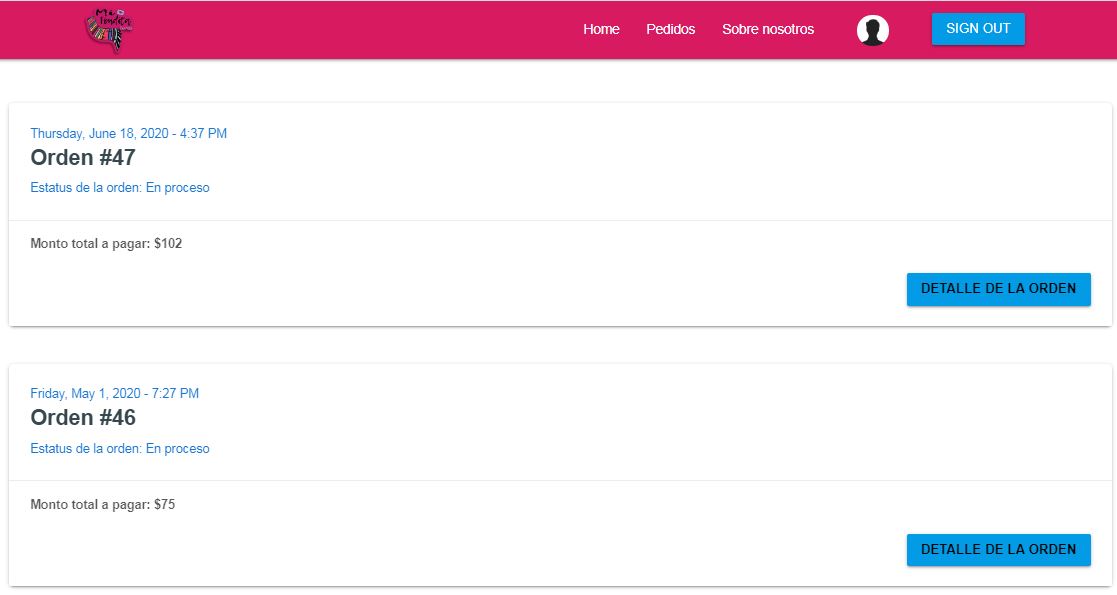 Mi
Tiendita
Home
Pedidos
Sobre nosotros
SIGN OUT
Thursday, June 18, 2020 - 4:37 PM
Orden #47
Estatus de la orden: En proceso
Monto total a pagar: $102
DETALLE DE LA ORDEN
Friday, May 1, 2020 - 7:27 PM
Orden #46
Estatus de la orden: En proceso
Monto total a pagar: $75
DETALLE DE LA ORDEN